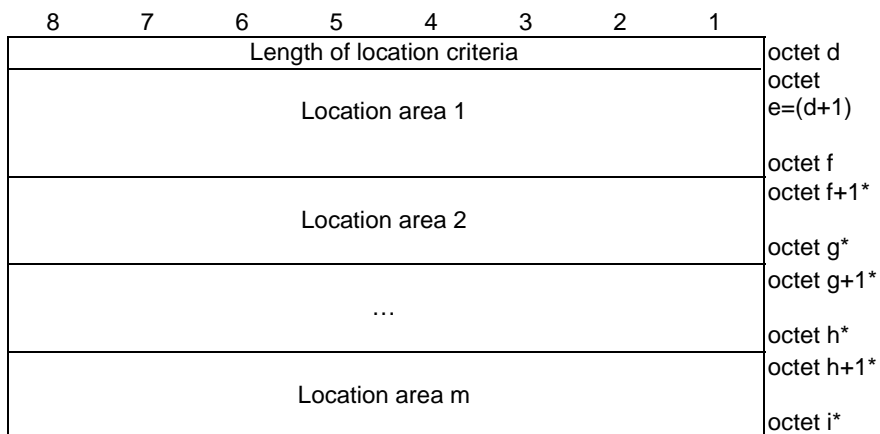 8 7 6 5 4 3 2 1
Length of location criteria octet d
octet
e=(d+1)
Location area 1
octet f
octet f+1*
Location area 2
octet g*
octet g+1*
…
octet h*
octet h+1*
Location area m
octet i*